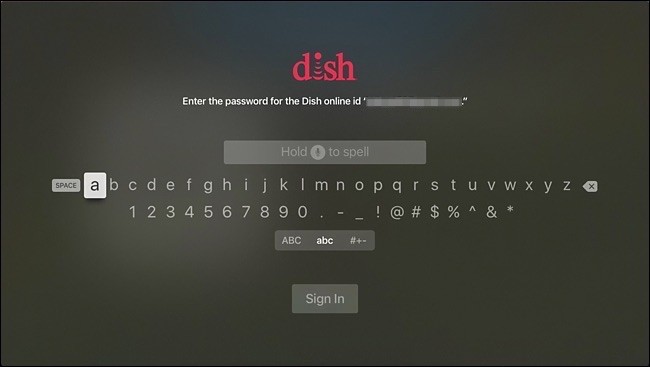 dish
Enter the password for the Dish online id ‘ .”
Hold to spell
SPACE a b c d e f g h i j k l m n o p q r s t u v w x y z
1 2 3 4 5 6 7 8 9 0 . - _ ! @ # $ % ^ & *
ABC abc #+-
Sign In